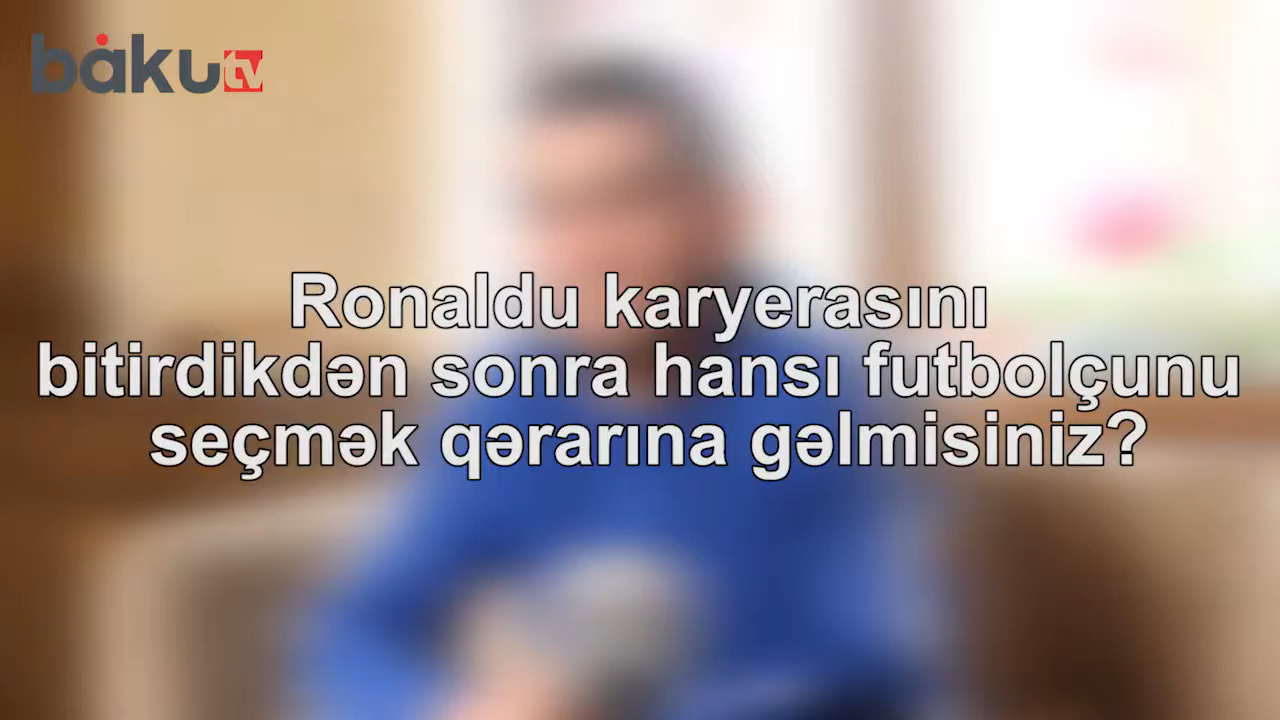 bakutv
Ronaldu karyerasını
bitirdikdən sonra hansı futbolçunu
seçmək qərarına gəlmisiniz?